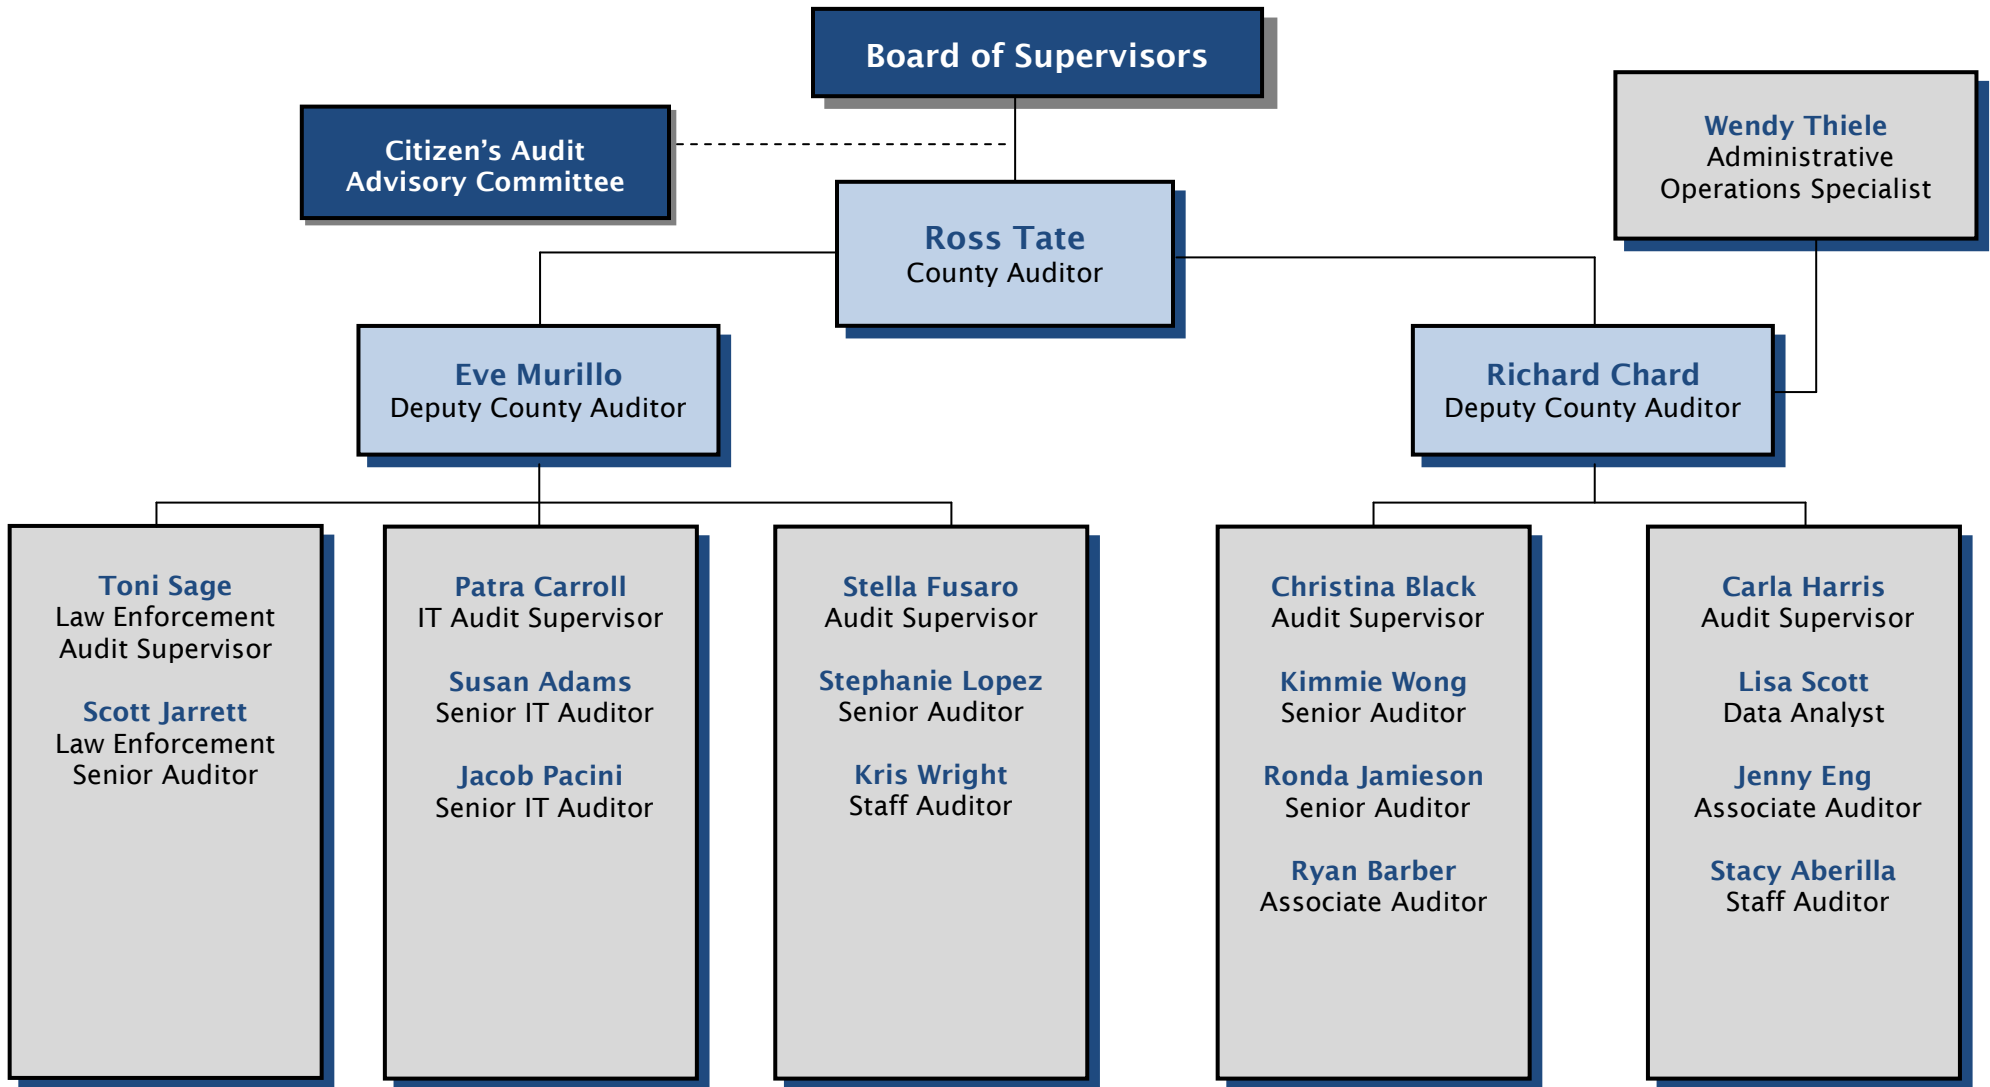 Board of Supervisors
Citizen’s Audit
Advisory Committee
Wendy Thiele
Administrative
Operations Specialist
Ross Tate
County Auditor
Eve Murillo
Deputy County Auditor
Richard Chard
Deputy County Auditor
Toni Sage
Law Enforcement
Audit Supervisor
Scott Jarrett
Law Enforcement
Senior Auditor
Patra Carroll
IT Audit Supervisor
Susan Adams
Senior IT Auditor
Jacob Pacini
Senior IT Auditor
Stella Fusaro
Audit Supervisor
Stephanie Lopez
Senior Auditor
Kris Wright
Staff Auditor
Christina Black
Audit Supervisor
Kimmie Wong
Senior Auditor
Ronda Jamieson
Senior Auditor
Ryan Barber
Associate Auditor
Carla Harris
Audit Supervisor
Lisa Scott
Data Analyst
Jenny Eng
Associate Auditor
Stacy Aberilla
Staff Auditor